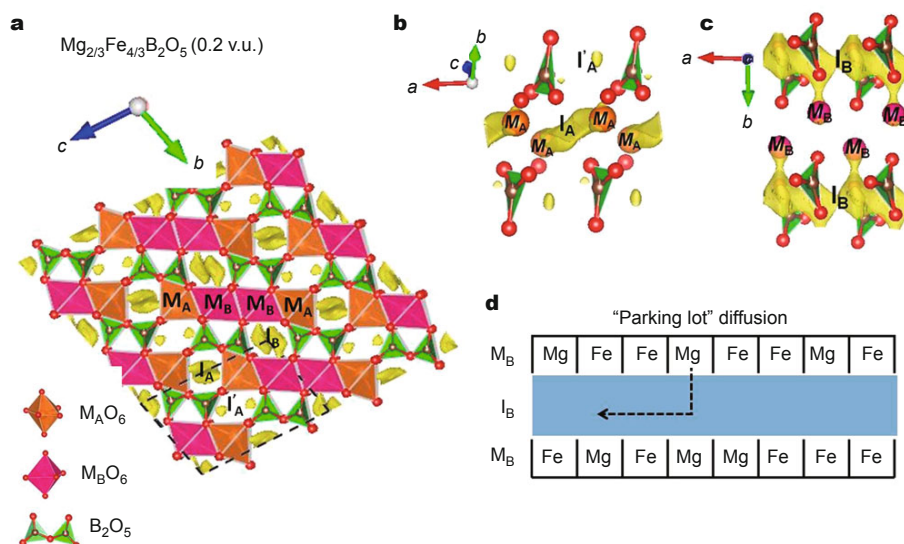 a
Mg2/3Fe4/3B2O5 (0.2 v.u.)
c
b
MA MB MB MA
IB
IA
I'A
MAO6
MBO6
B2O5
b
b
c
a
I'A
MA IA MA
MA MA
c
a
b
IB
MB MB
MB MB
IB
d
“Parking lot” diffusion
MB Mg Fe Fe Mg Fe Fe Mg Fe
IB
MB Fe Mg Fe Mg Mg Fe Fe Fe